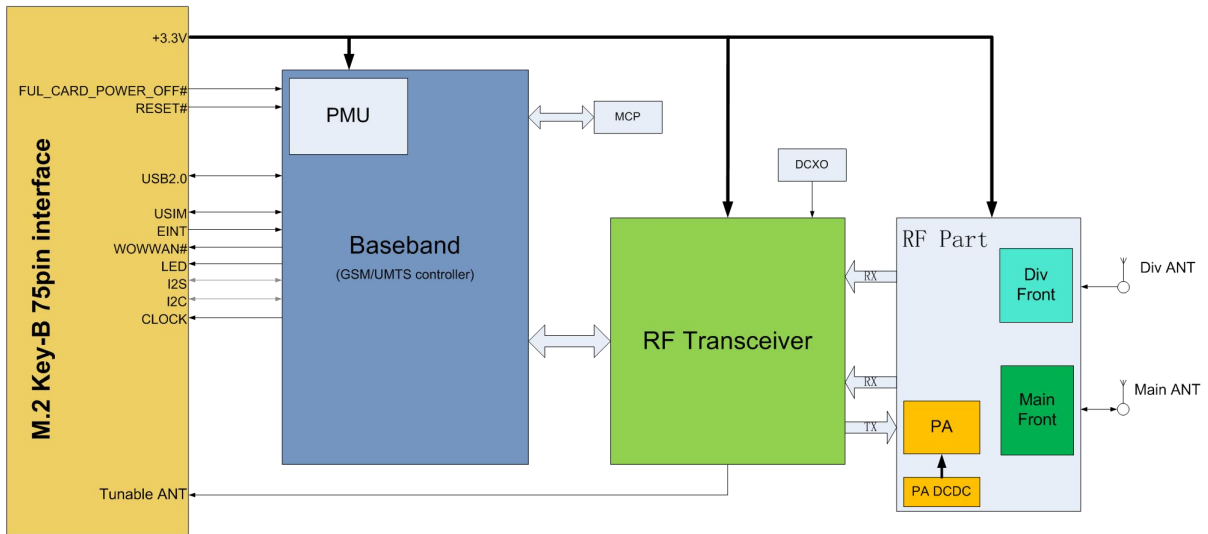 M.2 Key-B 75pin interface
+3.3V
FUL_CARD_POWER_OFF#
RESET#
USB2.0
USIM
EINT
WOWWAN#
LED
I2S
I2C
CLOCK
Tunable ANT
PMU
Baseband
(GSM/UMTS controller)
MCP
DCXO
RF Transceiver
RX
RX
TX
RF Part
Div
Front
Main
Front
PA
PA DCDC
Div ANT
Main ANT